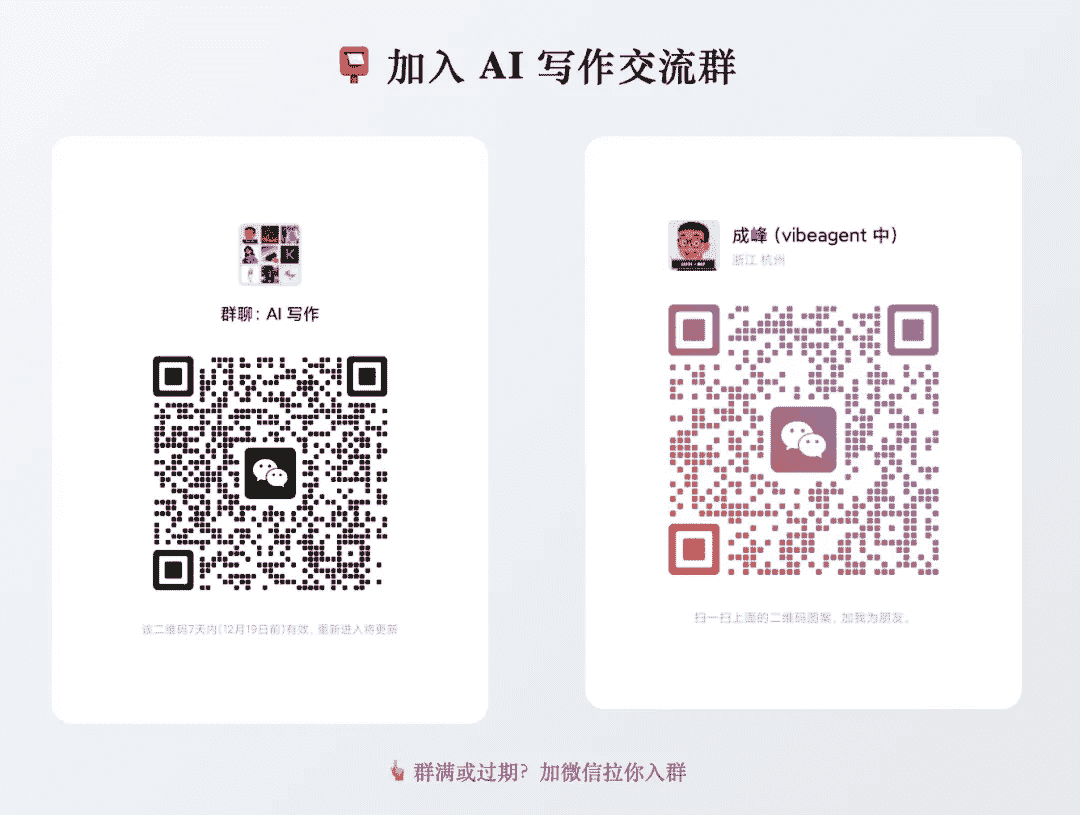 加入 AI 写作交流群
群聊: AI 写作
该二维码7天内(12月19日前)有效, 重新进入将更新
成峰 (vibeagent 中)
浙江 杭州
扫一扫上面的二维码图案, 加我为朋友。
群满或过期? 加微信拉你入群